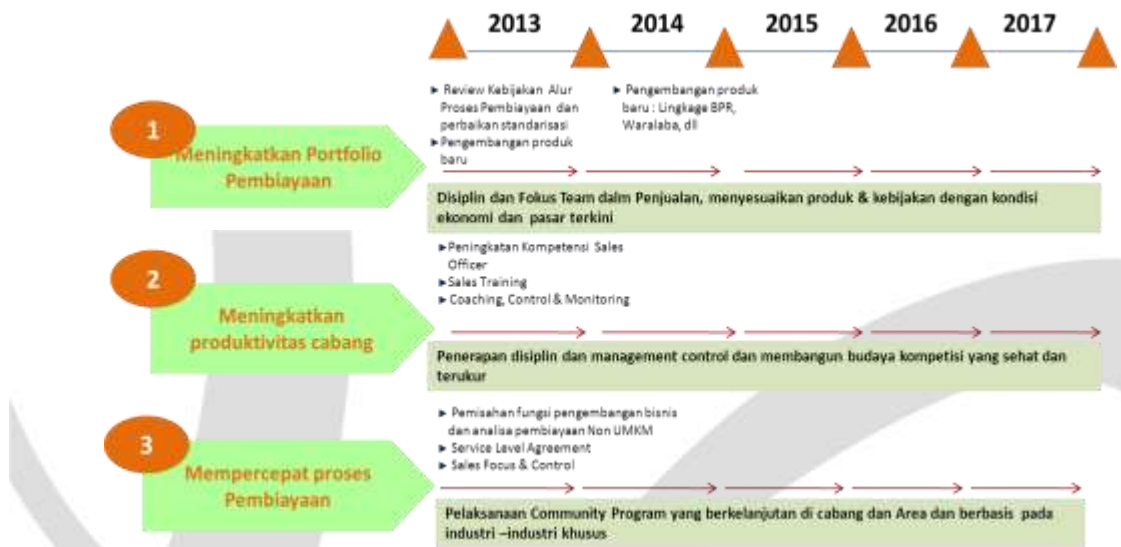 2013 2014 2015 2016 2017
1
Meningkatkan Portfolio
Pembiayaan
► Review Kebijakan Alur
Proses Pembiayaan dan
perbaikan standarisasi
►Pengembangan produk
baru
► Pengembangan produk
baru : Lingkage BPR,
Waralaba, dll
Disiplin dan Fokus Team dalm Penjualan, menyesuaikan produk & kebijakan dengan kondisi
ekonomi dan pasar terkini
2
Meningkatkan
produktivitas cabang
►Peningkatan Kompetensi Sales
Officer
►Sales Training
► Coaching, Control & Monitoring
Penerapan disiplin dan management control dan membangun budaya kompetisi yang sehat dan
terukur
3
Mempercepat proses
Pembiayaan
► Pemisahan fungsi pengembangan bisnis
dan analisa pembiayaan Non UMKM
► Service Level Agreement
► Sales Focus & Control
Pelaksanaan Community Program yang berkelanjutan di cabang dan Area dan berbasis pada
industri –industri khusus